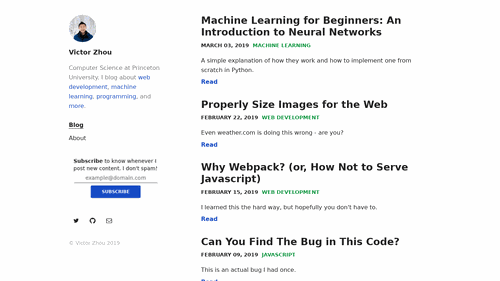 Victor Zhou
Computer Science at Princeton
University. I blog about web
development, machine
learning, programming, and
more.
Blog
About
Subscribe to know whenever I
post new content. I don't spam!
example@domain.com
SUBSCRIBE
© Victor Zhou 2019
Machine Learning for Beginners: An
Introduction to Neural Networks
MARCH 03, 2019 MACHINE LEARNING
A simple explanation of how they work and how to implement one from
scratch in Python.
Read
Properly Size Images for the Web
FEBRUARY 22, 2019 WEB DEVELOPMENT
Even weather.com is doing this wrong - are you?
Read
Why Webpack? (or, How Not to Serve
Javascript)
FEBRUARY 15, 2019 WEB DEVELOPMENT
I learned this the hard way, but hopefully you don't have to.
Read
Can You Find The Bug in This Code?
FEBRUARY 09, 2019 JAVASCRIPT
This is an actual bug I had once.
Read